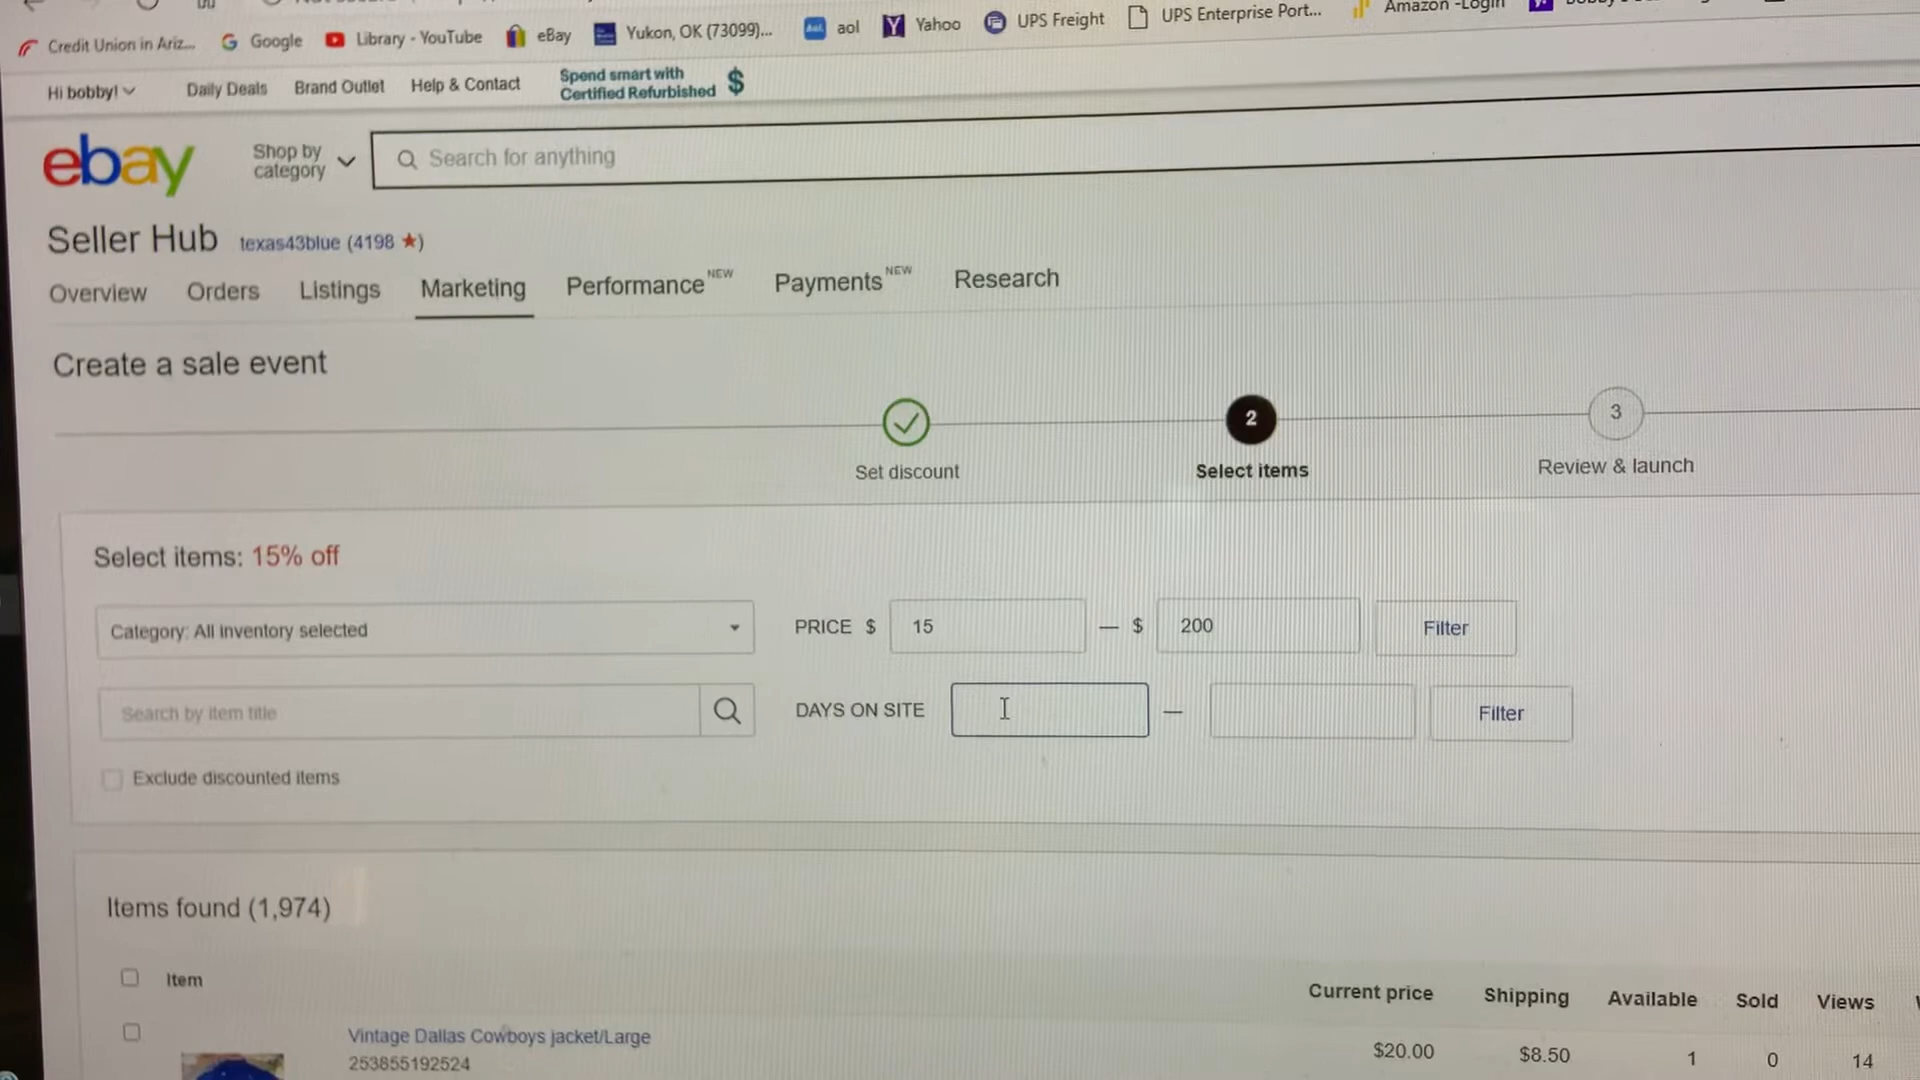 Credit Union in Ariz...
Google
Library - YouTube
eBay
Yukon, OK (73099)...
Aol.
aol
Yahoo
UPS Freight
UPS Enterprise Port...
Amazon -Login
Hi bobby!
Daily Deals
Brand Outlet
Help & Contact
Spend smart with
Certified Refurbished
$
ebay
Shop by
category
Search for anything
Seller Hub
texas43blue (4198 ★)
Overview
Orders
Listings
Marketing
Performance NEW
Payments NEW
Research
Create a sale event
2
3
Set discount
Select items
Review & launch
Select items: 15% off
Category: All inventory selected
PRICE $ 15 — $ 200
Filter
Search by item title
DAYS ON SITE
—
Filter
Exclude discounted items
Items found (1,974)
Item
Current price
Shipping
Available
Sold
Views
Vintage Dallas Cowboys jacket/Large
253855192524
$20.00
$8.50
1
0
14